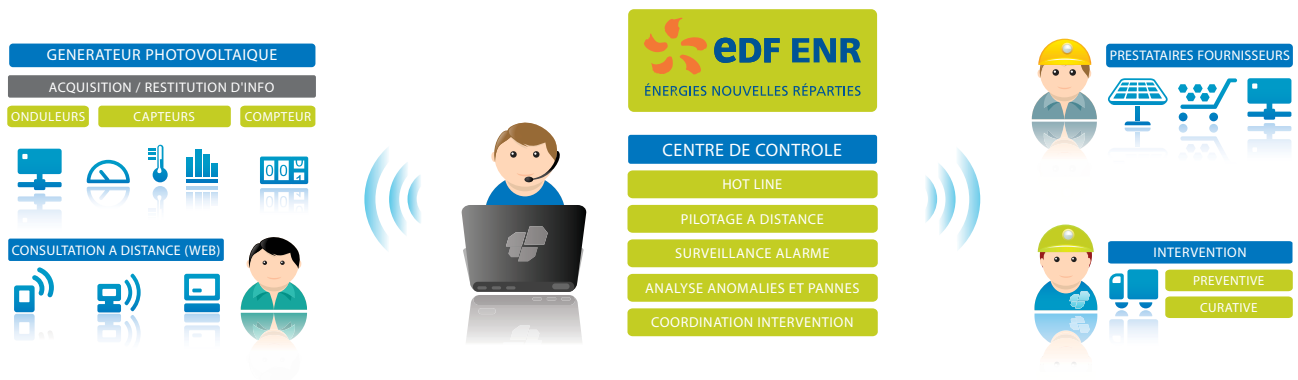 GENERATEUR PHOTOVOLTAIQUE
ACQUISITION / RESTITUTION D'INFO
ONDULEURS
CAPTEURS
COMPTEUR
CONSULTATION A DISTANCE (WEB)
eDF ENR
ÉNERGIES NOUVELLES RÉPARTIES
CENTRE DE CONTROLE
HOT LINE
PILOTAGE A DISTANCE
SURVEILLANCE ALARME
ANALYSE ANOMALIES ET PANNES
COORDINATION INTERVENTION
PRESTATAIRES FOURNISSEURS
INTERVENTION
PREVENTIVE
CURATIVE